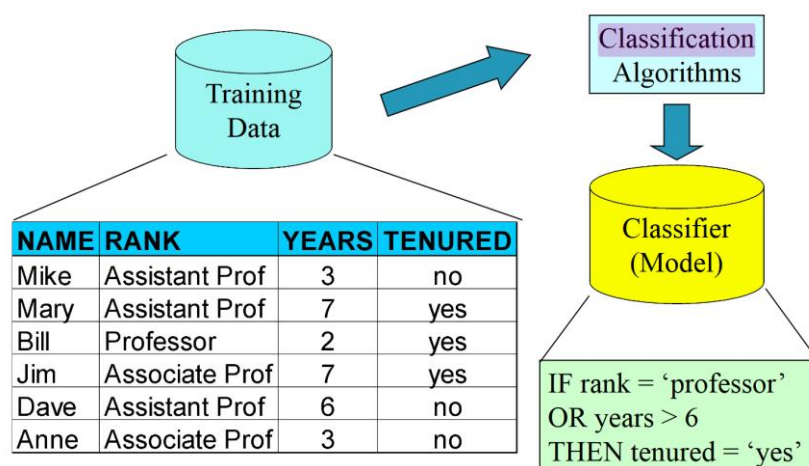 Training
Data
Classification
Algorithms
NAME RANK YEARS TENURED
Mike Assistant Prof 3 no
Mary Assistant Prof 7 yes
Bill Professor 2 yes
Jim Associate Prof 7 yes
Dave Assistant Prof 6 no
Anne Associate Prof 3 no
Classifier
(Model)
IF rank = ‘professor’
OR years > 6
THEN tenured = ‘yes’